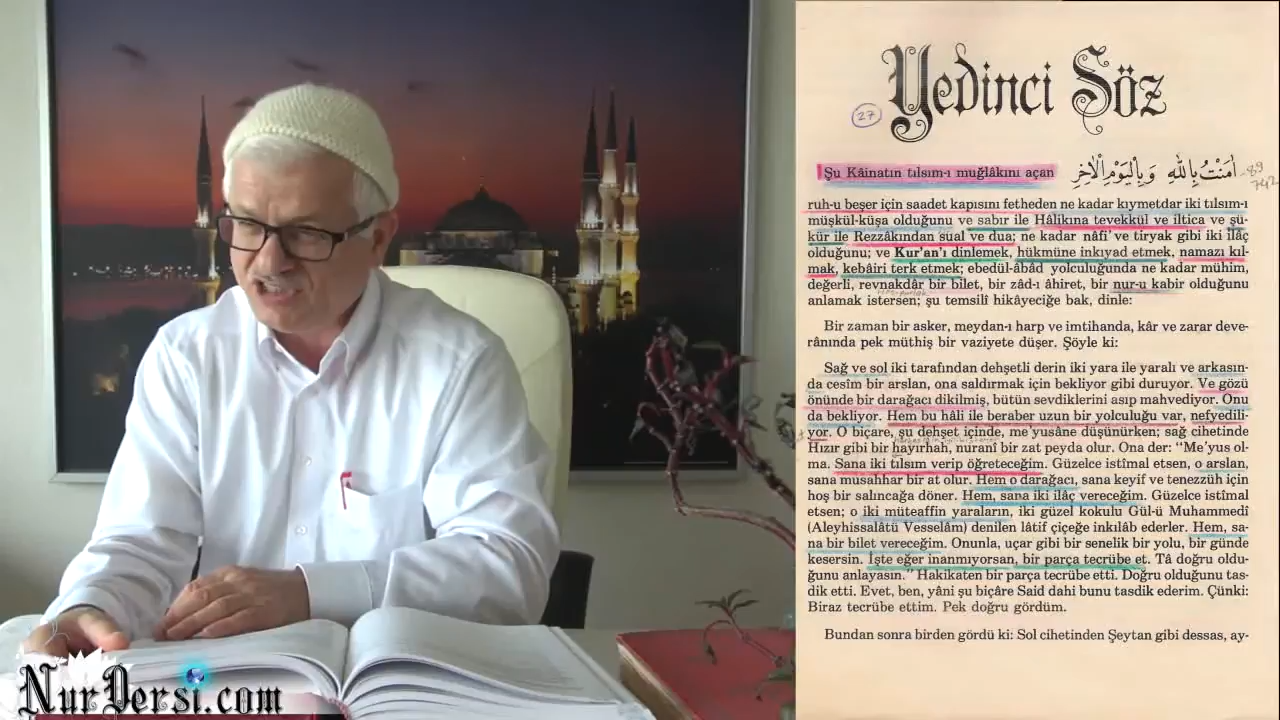 Yedinci Söz
27
Şu Kâinatın tılsım-ı muğlâkını açan اٰمَنْتُ بِاللّٰهِ وَبِالْيَوْمِ الْاٰخِرِ
ruh-u beşer için saadet kapısını fetheden ne kadar kıymetdar iki tılsım-ı
müşkül-küşa olduğunu ve sabır ile Hâlikına tevekkül ve iltica ve şü-
kür ile Rezzâkından sual ve dua; ne kadar nâfi' ve tiryak gibi iki ilâç
olduğunu; ve Kur'an'ı dinlemek, hükmüne inkıyad etmek, namazı kıl-
mak, kebâiri terk etmek; ebedül-âbâd yolculuğunda ne kadar mühim,
değerli, revnakdâr bir bilet, bir zâd-ı âhiret, bir nur-u kabir olduğunu
anlamak istersen; şu temsilî hikâyeciğe bak, dinle:
Bir zaman bir asker, meydan-ı harp ve imtihanda, kâr ve zarar deve-
rânında pek müthiş bir vaziyete düşer. Şöyle ki:
Sağ ve sol iki tarafından dehşetli derin iki yara ile yaralı ve arkasın-
da cesîm bir arslan, ona saldırmak için bekliyor gibi duruyor. Ve gözü
önünde bir darağacı dikilmiş, bütün sevdiklerini asıp mahvediyor. Onu
da bekliyor. Hem bu hâli ile beraber uzun bir yolculuğu var, nefyedili-
yor. O bîçare, şu dehşet içinde, me'yusâne düşünürken; sağ cihetinde
Hızır gibi bir hayırhah, nuranî bir zat peyda olur. Ona der: "Me'yus ol-
ma. Sana iki tılsım verip öğreteceğim. Güzelce istîmal etsen, o arslan,
sana musahhar bir at olur. Hem o darağacı, sana keyif ve tenezzüh için
hoş bir salıncağa döner. Hem, sana iki ilâç vereceğim. Güzelce istîmal
etsen; o iki müteaffin yaraların, iki güzel kokulu Gül-ü Muhammedî
(Aleyhissalâtü Vesselâm) denilen lâtif çiçeğe inkılâb ederler. Hem, sa-
na bir bilet vereceğim. Onunla, uçar gibi bir senelik bir yolu, bir günde
kesersin. İşte eğer inanmıyorsan, bir parça tecrübe et. Tâ doğru oldu-
ğunu anlayasın." Hakikaten bir parça tecrübe etti. Doğru olduğunu tas-
dik etti. Evet, ben, yâni şu biçâre Said dahi bunu tasdik ederim. Çünki:
Biraz tecrübe ettim. Pek doğru gördüm.
Bundan sonra birden gördü ki: Sol cihetinden Şeytan gibi dessas, ay-
NurDersi.com